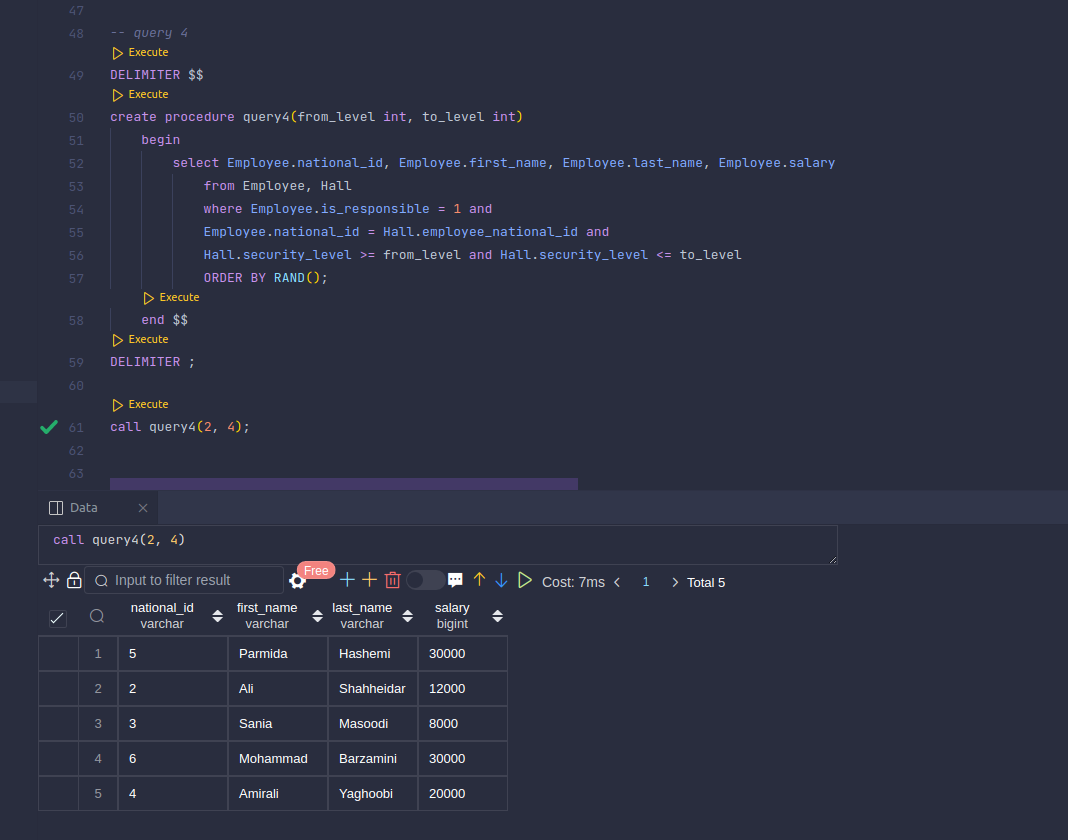 47
48 -- query 4
Execute
49 DELIMITER $$
Execute
50 create procedure query4(from_level int, to_level int)
51 begin
52 select Employee.national_id, Employee.first_name, Employee.last_name, Employee.salary
53 from Employee, Hall
54 where Employee.is_responsible = 1 and
55 Employee.national_id = Hall.employee_national_id and
56 Hall.security_level >= from_level and Hall.security_level <= to_level
57 ORDER BY RAND();
Execute
58 end $$
Execute
59 DELIMITER ;
60
Execute
61 call query4(2, 4);
62
63
Data
call query4(2, 4)
Input to filter result Free Cost: 7ms < 1 > Total 5
national_id first_name last_name salary
varchar varchar varchar bigint
1 5 Parmida Hashemi 30000
2 2 Ali Shahheidar 12000
3 3 Sania Masoodi 8000
4 6 Mohammad Barzamini 30000
5 4 Amirali Yaghoobi 20000